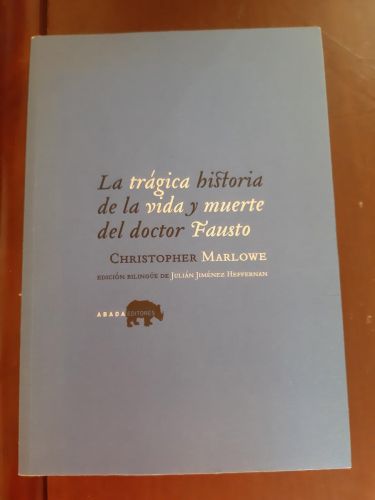 La trágica historia
de la vida y muerte
del doctor Fausto
CHRISTOPHER MARLOWE
EDICIÓN BILINGÜE DE JULIÁN JIMÉNEZ HEFFERNAN
ABADA EDITORES